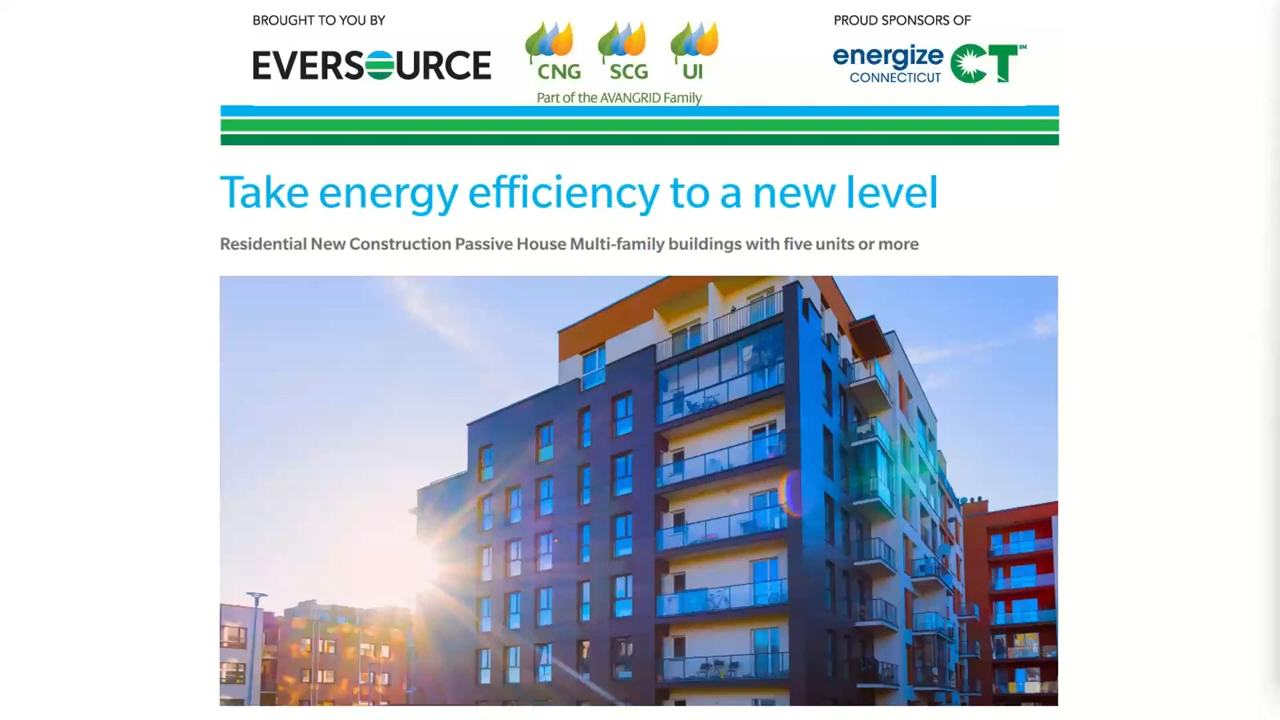 BROUGHT TO YOU BY
EVERSOURCE
CNG SCG UI
Part of the AVANGRID Family
PROUD SPONSORS OF
energize CT℠
CONNECTICUT
Take energy efficiency to a new level
Residential New Construction Passive House Multi-family buildings with five units or more